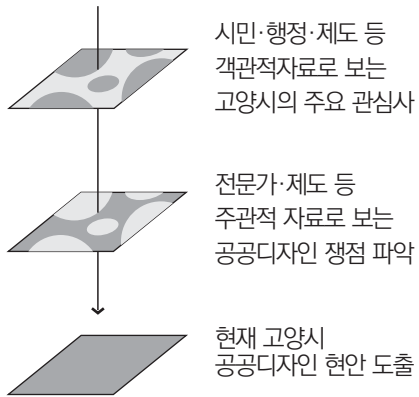 시민·행정·제도 등
객관적자료로 보는
고양시의 주요 관심사
전문가·제도 등
주관적 자료로 보는
공공디자인 쟁점 파악
현재 고양시
공공디자인 현안 도출